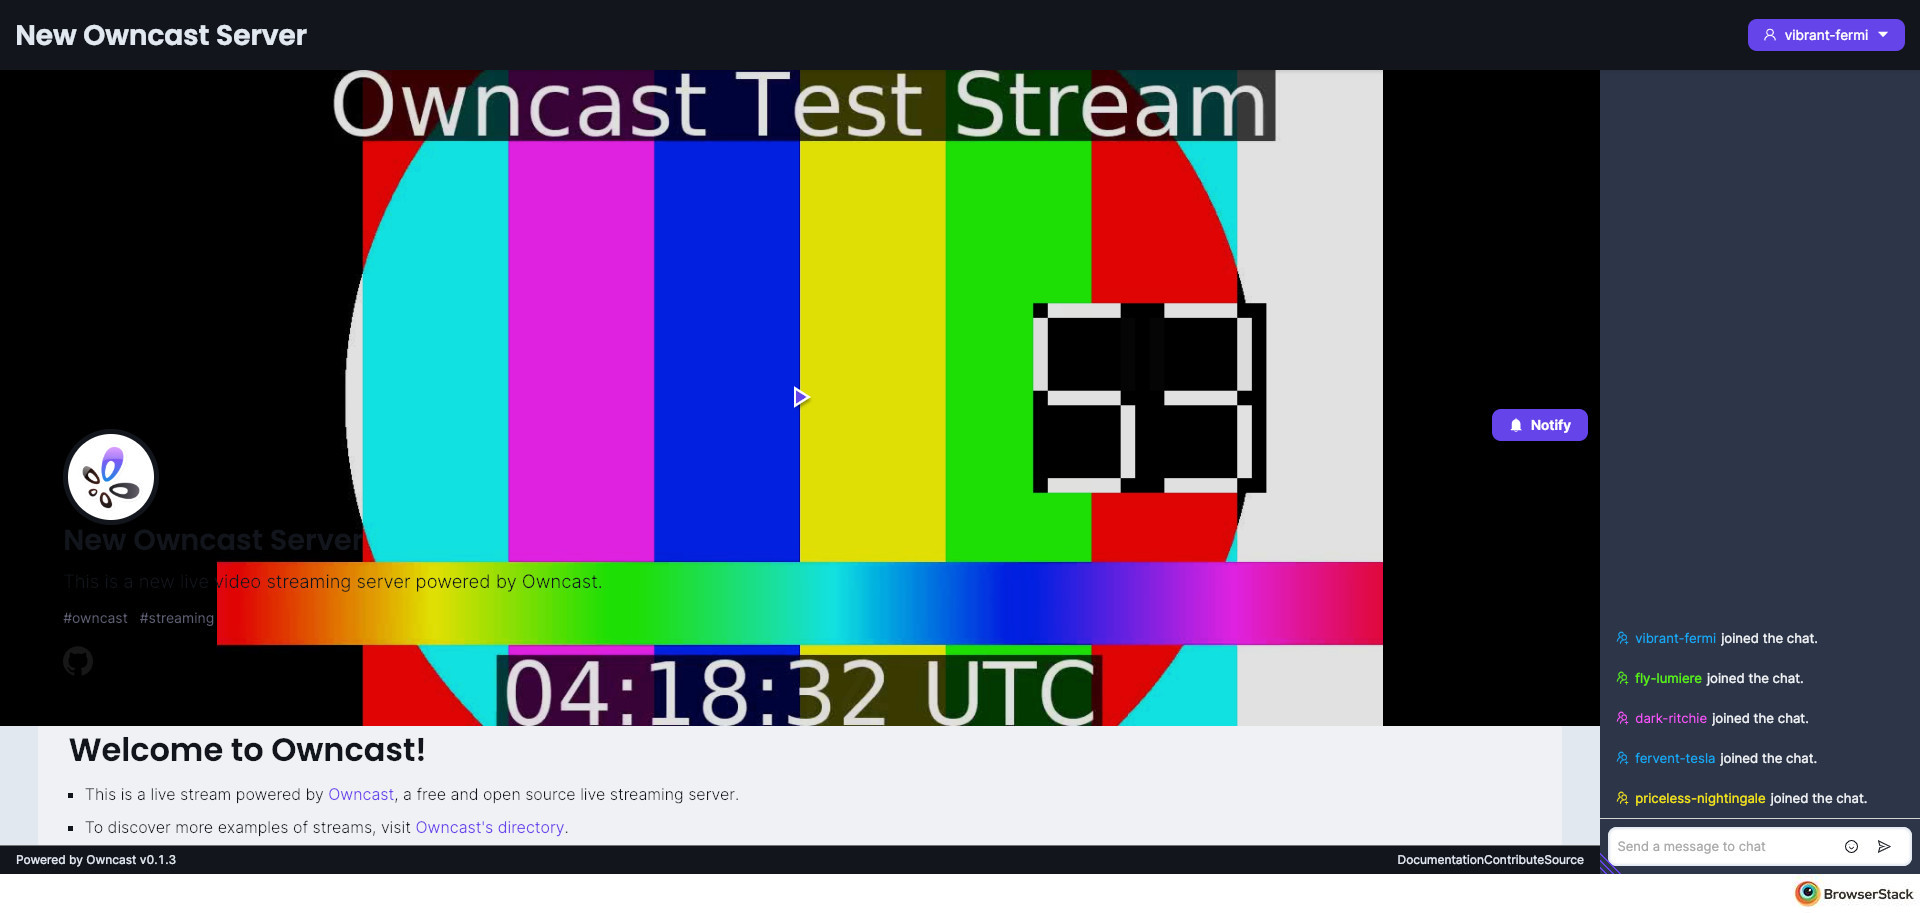 New Owncast Server
vibrant-fermi
Owncast Test Stream
Notify
New Owncast Server
This is a new live video streaming server powered by Owncast.
#owncast #streaming
04:18:32 UTC
Welcome to Owncast!
This is a live stream powered by Owncast, a free and open source live streaming server.
To discover more examples of streams, visit Owncast's directory.
Powered by Owncast v0.1.3
DocumentationContributeSource
vibrant-fermi joined the chat.
fly-lumiere joined the chat.
dark-ritchie joined the chat.
fervent-tesla joined the chat.
priceless-nightingale joined the chat.
Send a message to chat
BrowserStack